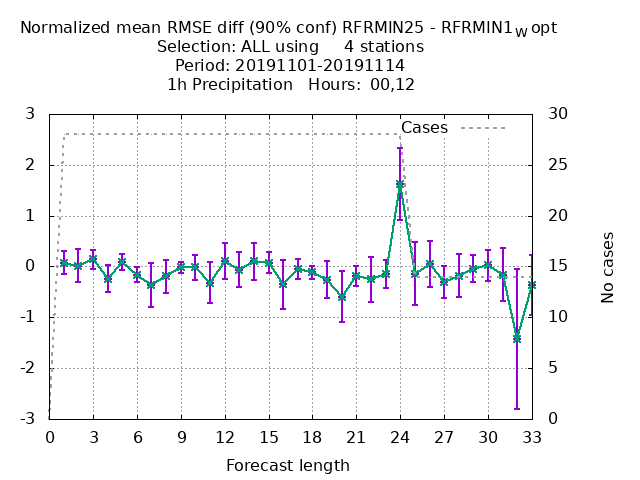 Normalized mean RMSE diff (90% conf) RFRMIN25 - RFRMIN1_W opt
Selection: ALL using     4 stations
Period: 20191101-20191114
1h Precipitation   Hours:  00,12
Cases
3
2
1
0
-1
-2
-3
30
25
20
15
10
5
0
No cases
0 3 6 9 12 15 18 21 24 27 30 33
Forecast length